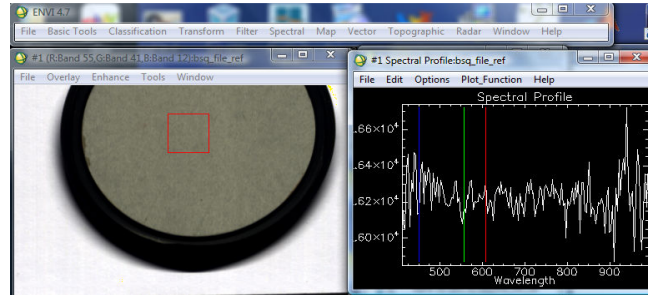 ENVI 4.7
File Basic Tools Classification Transform Filter Spectral Map Vector Topographic Radar Window Help
#1 (R:Band 55,G:Band 41,B:Band 12):bsq_file_ref
File Overlay Enhance Tools Window
#1 Spectral Profile:bsq_file_ref
File Edit Options Plot_Function Help
Spectral Profile
.66×10⁴
.64×10⁴
.62×10⁴
.60×10⁴
500 600 700 800 900
Wavelength